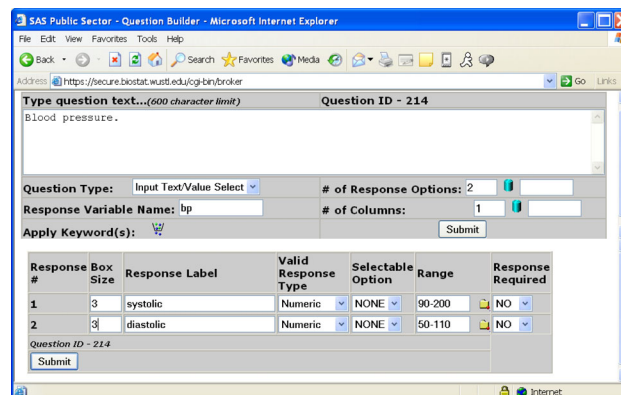 SAS Public Sector - Question Builder - Microsoft Internet Explorer
File Edit View Favorites Tools Help
Back Search Favorites Media
Address https://secure.biostat.wustl.edu/cgi-bin/broker Go Links
Type question text...(600 character limit) Question ID - 214
Blood pressure.
Question Type: Input Text/Value Select # of Response Options: 2
Response Variable Name: bp # of Columns: 1
Apply Keyword(s): Submit
Response # Box Size Response Label Valid Response Type Selectable Option Range Response Required
1 3 systolic Numeric NONE 90-200 NO
2 3 diastolic Numeric NONE 50-110 NO
Question ID - 214
Submit
Internet